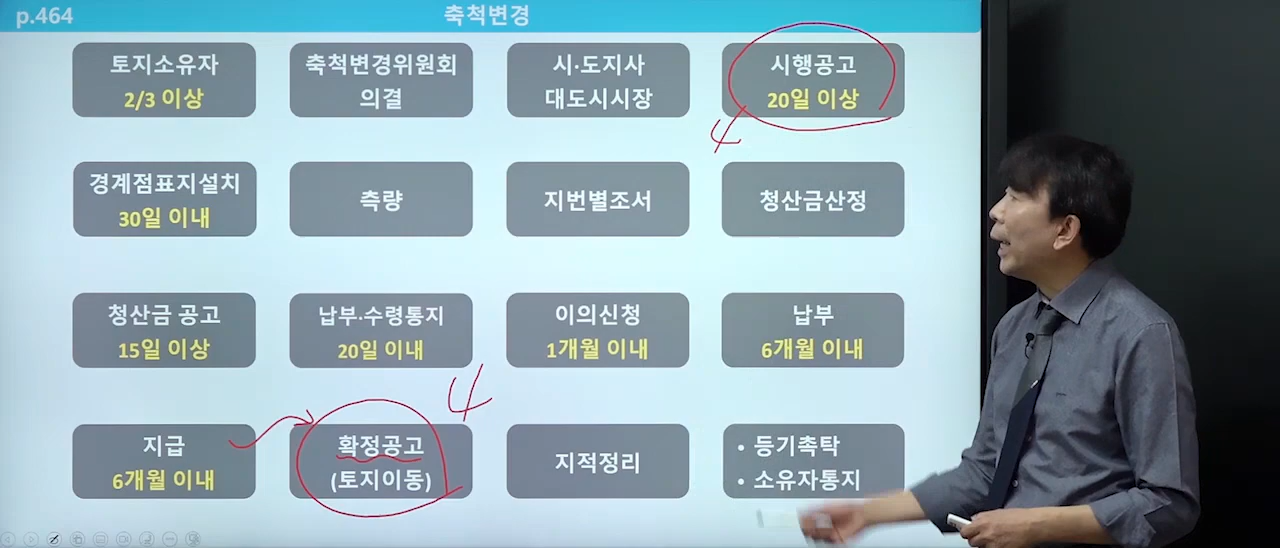 p.464
축척변경
토지소유자
2/3 이상
축척변경위원회
의결
시·도지사
대도시시장
시행공고
20일 이상
4
경계점표지설치
30일 이내
측량
지번별조서
청산금산정
청산금 공고
15일 이상
납부·수령통지
20일 이내
이의신청
1개월 이내
납부
6개월 이내
4
지급
6개월 이내
확정공고
(토지이동)
지적정리
• 등기촉탁
• 소유자통지